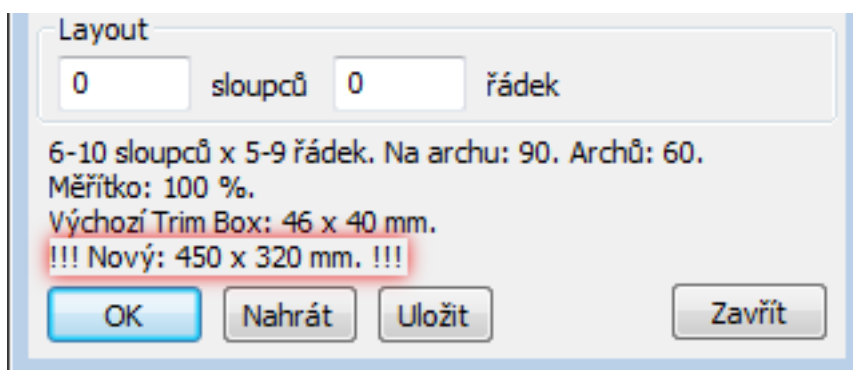 Layout
0 sloupců 0 řádek
6-10 sloupců x 5-9 řádek. Na archu: 90. Archů: 60.
Měřítko: 100 %.
Výchozí Trim Box: 46 x 40 mm.
!!! Nový: 450 x 320 mm. !!!
OK Nahrát Uložit Zavřít